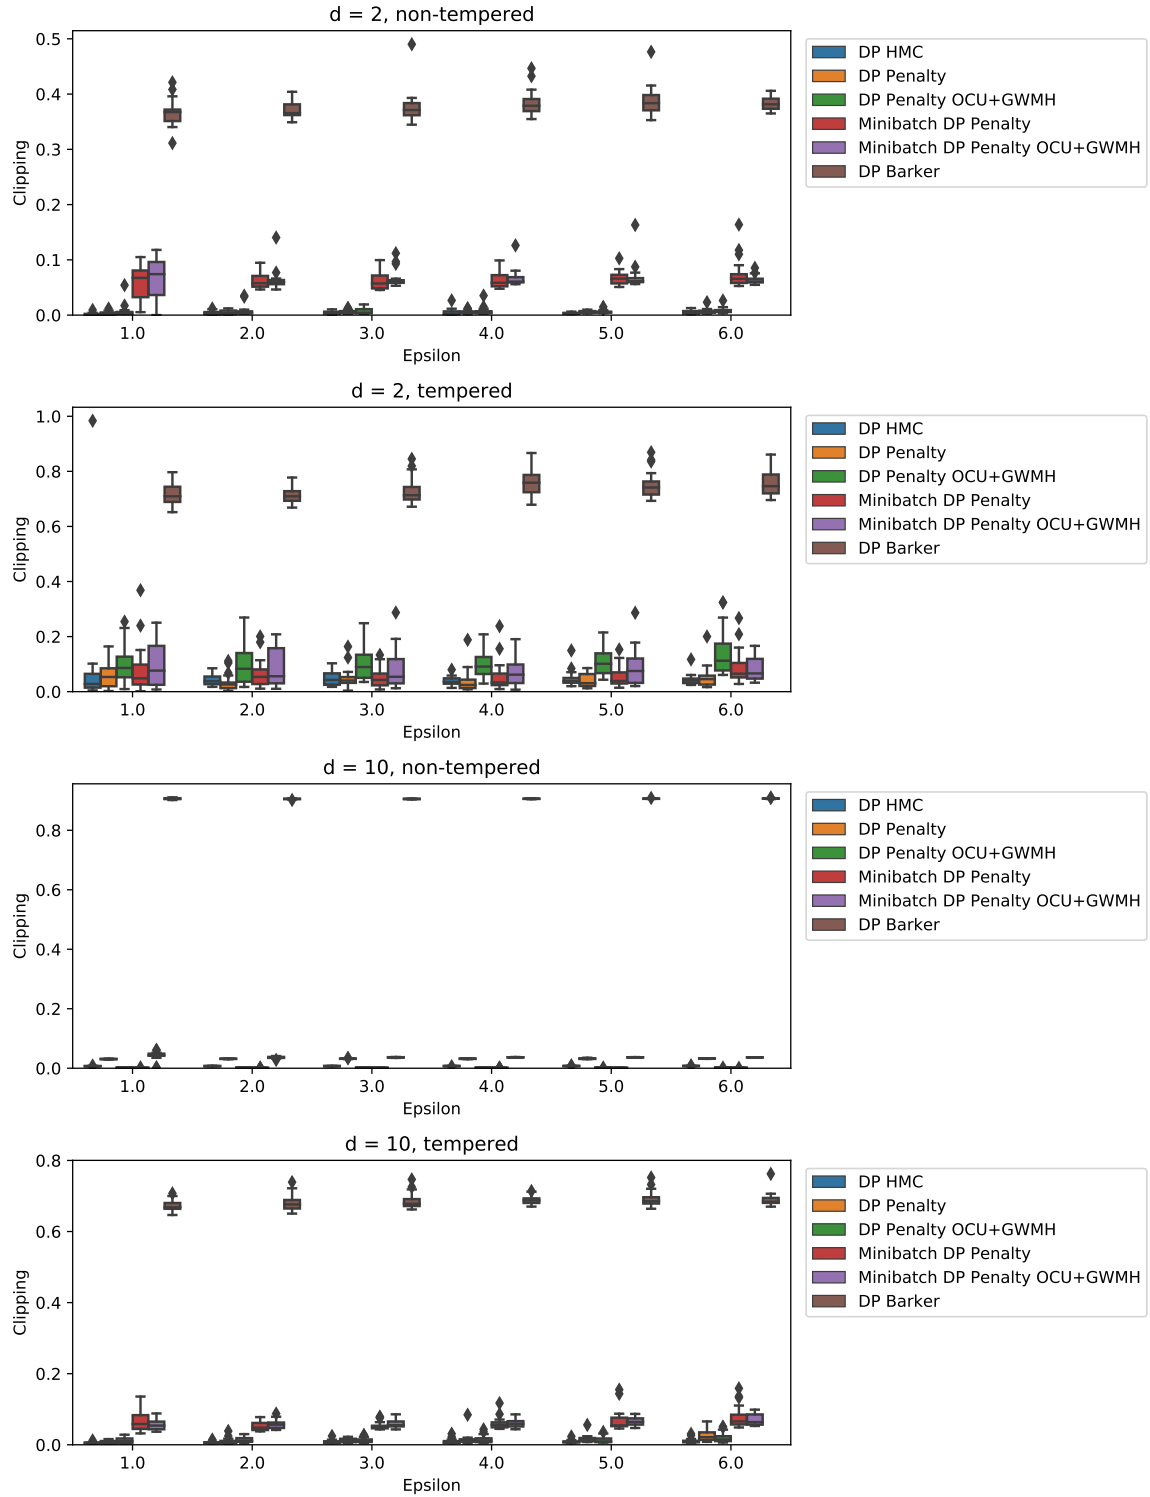 d = 2, non-tempered
0.5
0.4
0.3
0.2
0.1
0.0
Clipping
1.0 2.0 3.0 4.0 5.0 6.0
Epsilon
DP HMC
DP Penalty
DP Penalty OCU+GWMH
Minibatch DP Penalty
Minibatch DP Penalty OCU+GWMH
DP Barker
d = 2, tempered
1.0
0.8
0.6
0.4
0.2
0.0
Clipping
1.0 2.0 3.0 4.0 5.0 6.0
Epsilon
DP HMC
DP Penalty
DP Penalty OCU+GWMH
Minibatch DP Penalty
Minibatch DP Penalty OCU+GWMH
DP Barker
d = 10, non-tempered
0.8
0.6
0.4
0.2
0.0
Clipping
1.0 2.0 3.0 4.0 5.0 6.0
Epsilon
DP HMC
DP Penalty
DP Penalty OCU+GWMH
Minibatch DP Penalty
Minibatch DP Penalty OCU+GWMH
DP Barker
d = 10, tempered
0.8
0.6
0.4
0.2
0.0
Clipping
1.0 2.0 3.0 4.0 5.0 6.0
Epsilon
DP HMC
DP Penalty
DP Penalty OCU+GWMH
Minibatch DP Penalty
Minibatch DP Penalty OCU+GWMH
DP Barker